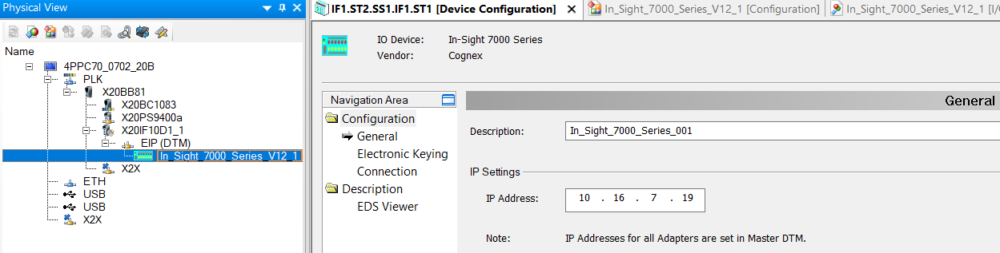 Physical View
Name
4PPC70_0702_20B
PLK
X20BB81
X20BC1083
X20PS9400a
X20IF10D1_1
EIP (DTM)
In_Sight_7000_Series_V12_1
X2X
ETH
USB
USB
X2X
IF1.ST2.SS1.IF1.ST1 [Device Configuration]
In_Sight_7000_Series_V12_1 [Configuration]
In_Sight_7000_Series_V12_1 [I/
IO Device: In-Sight 7000 Series
Vendor: Cognex
Navigation Area
Configuration
General
Electronic Keying
Connection
Description
EDS Viewer
General
Description: In_Sight_7000_Series_001
IP Settings
IP Address: 10 . 16 . 7 . 19
Note: IP Addresses for all Adapters are set in Master DTM.